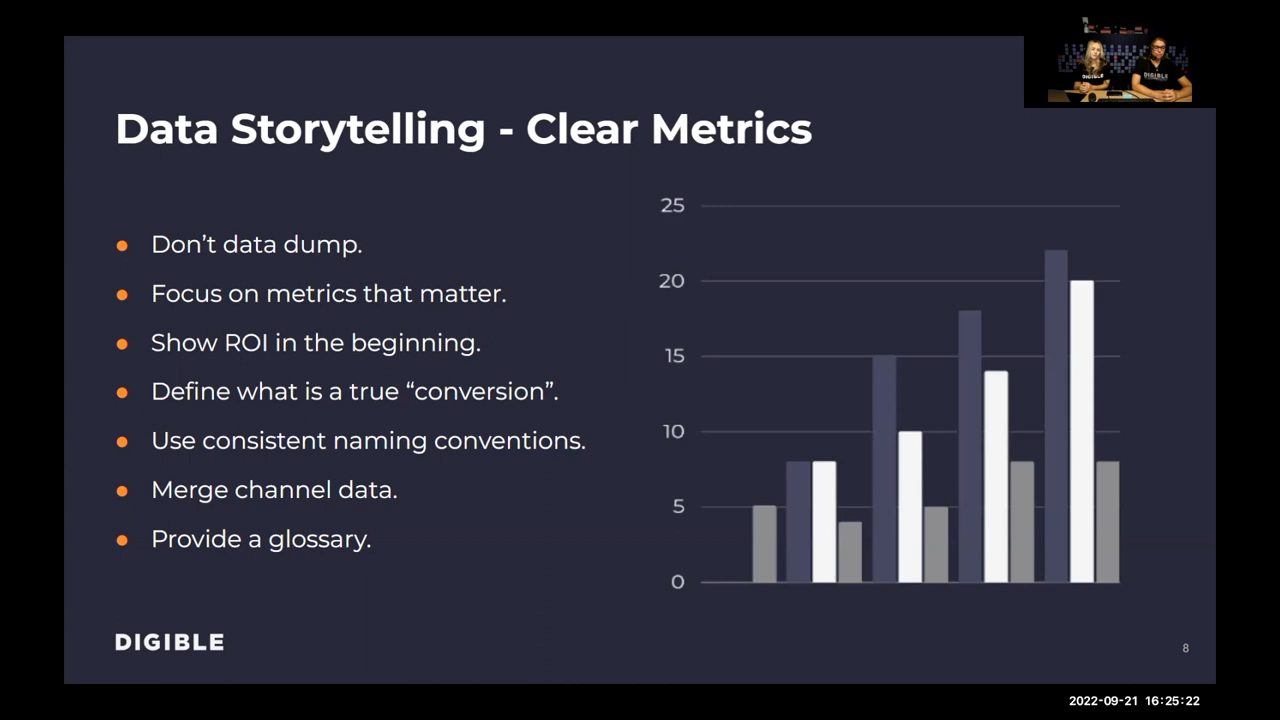 Data Storytelling - Clear Metrics
Don’t data dump.
Focus on metrics that matter.
Show ROI in the beginning.
Define what is a true “conversion”.
Use consistent naming conventions.
Merge channel data.
Provide a glossary.
25
20
15
10
5
0
DIGIBLE
8
DIGIBLE
DIGIBLE
2022-09-21 16:25:22